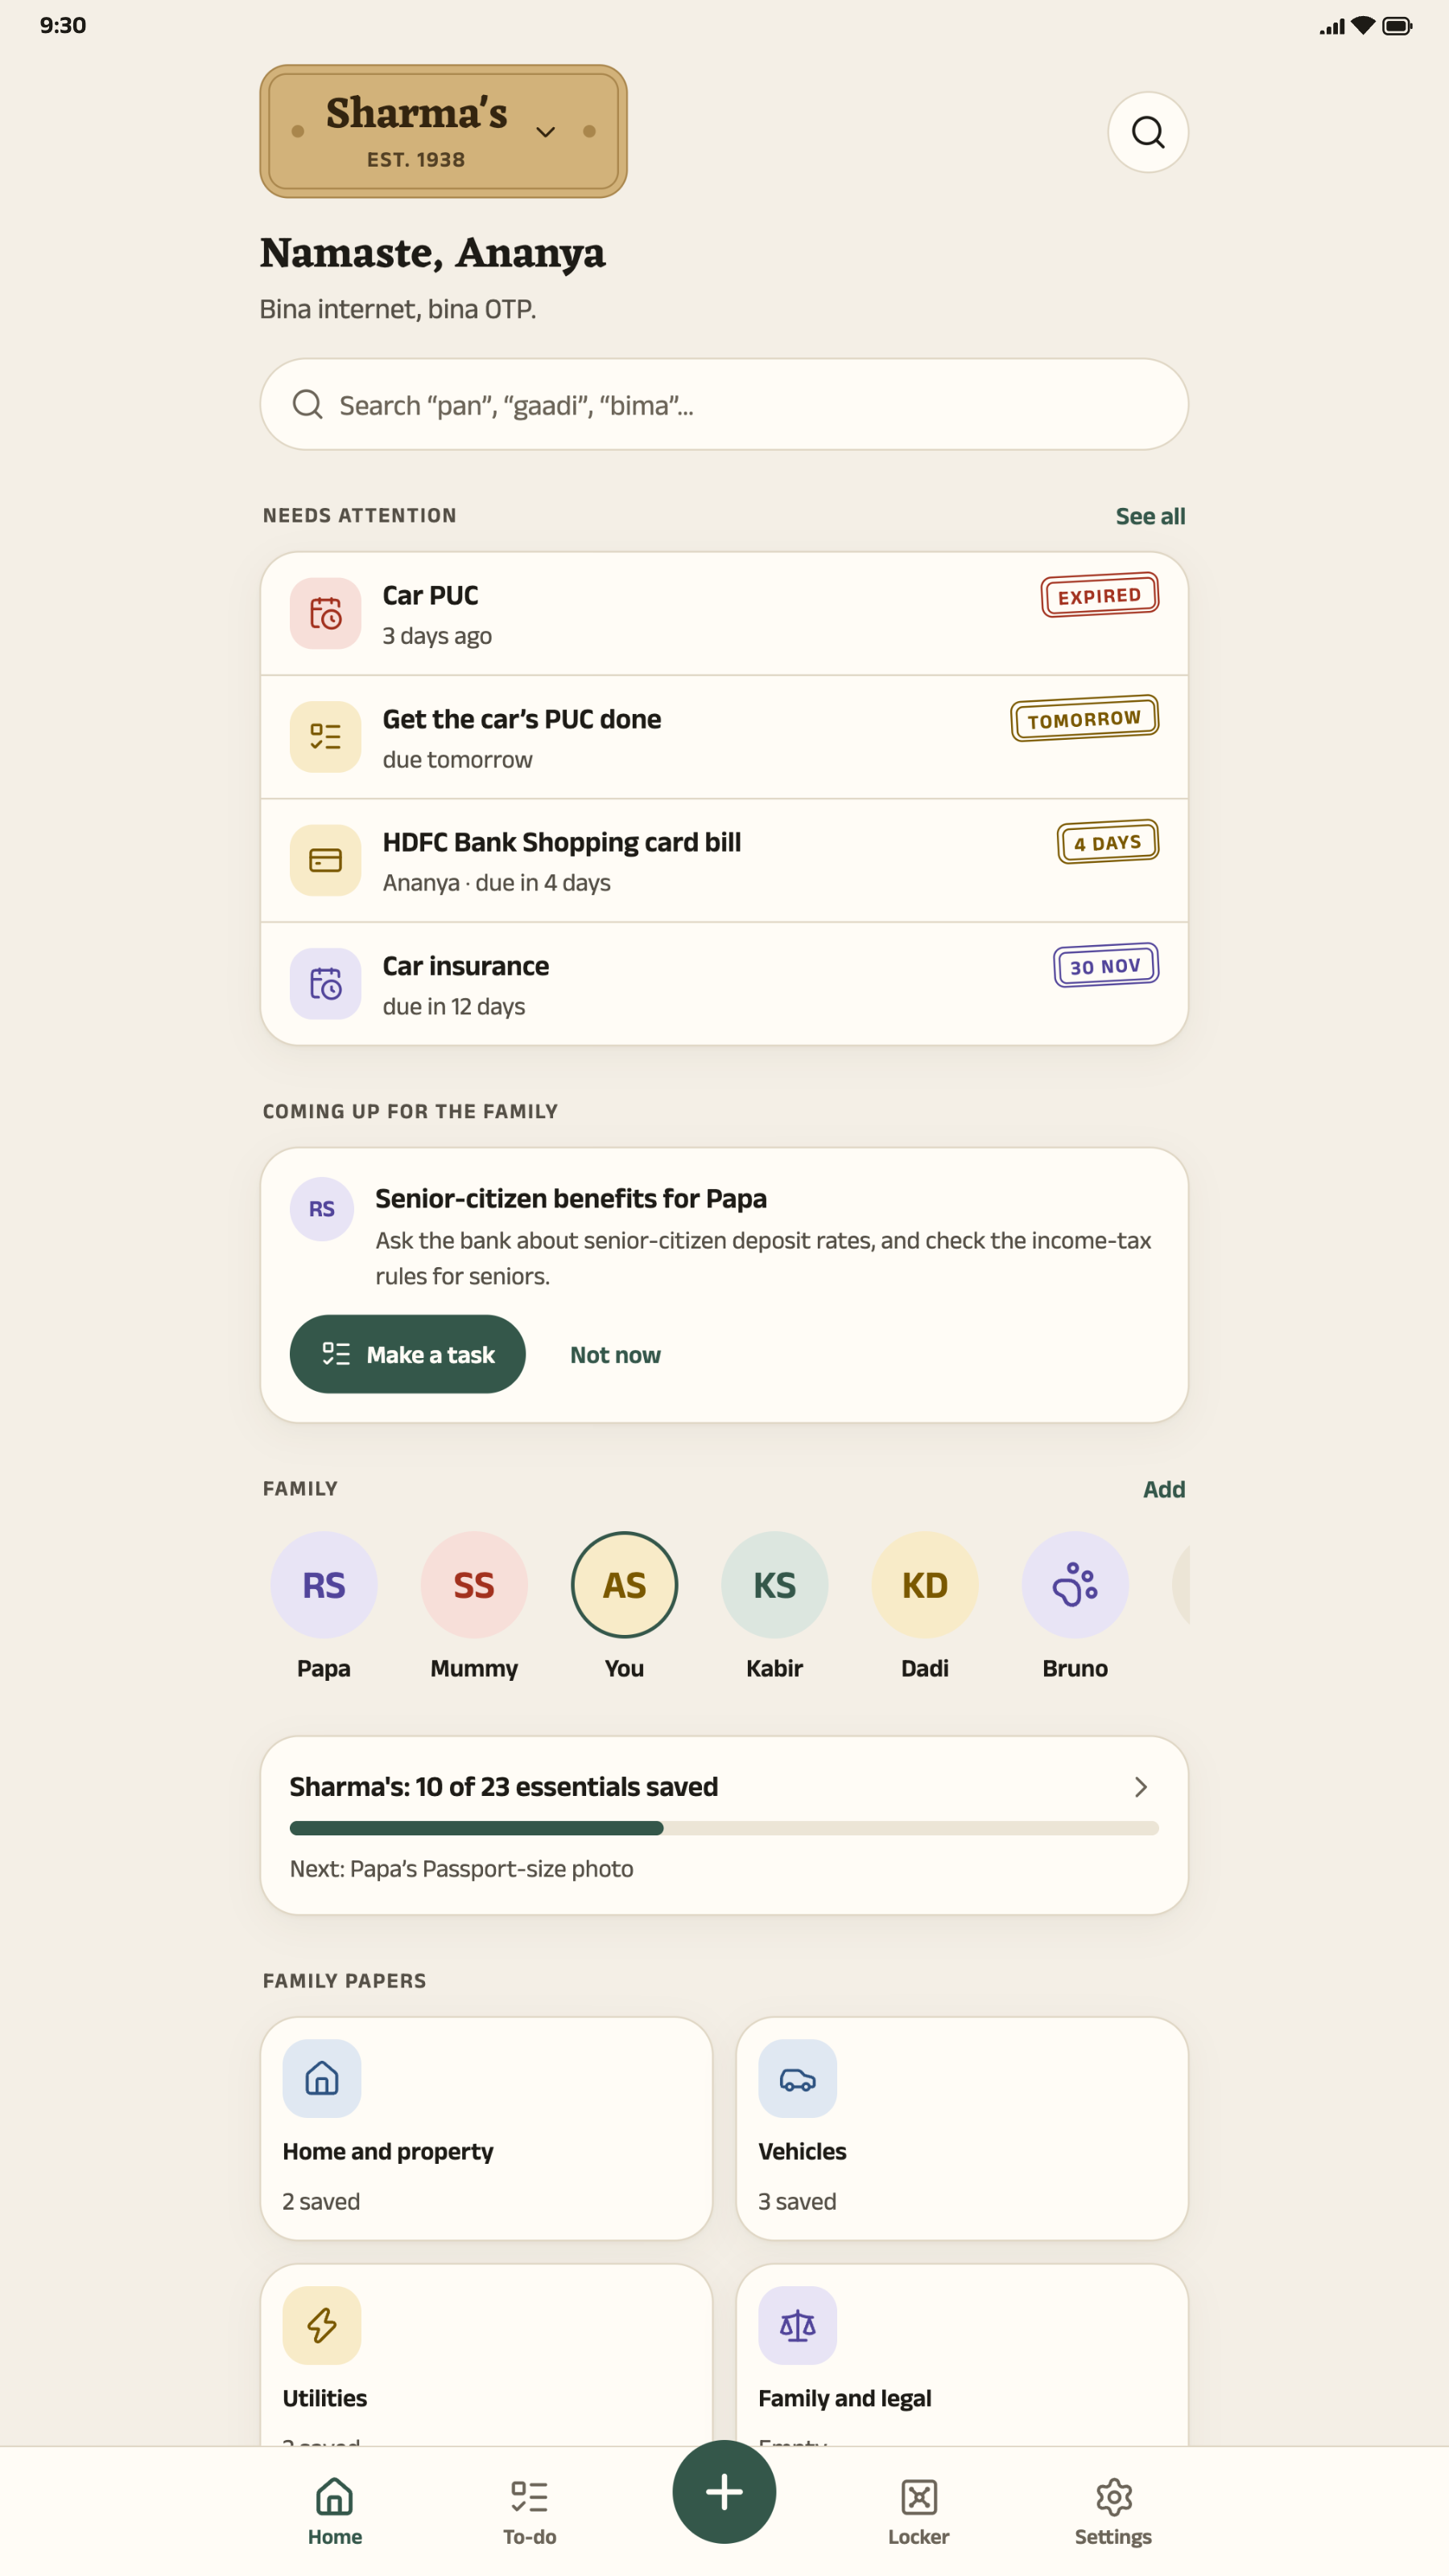 9:30
Sharma's
EST. 1938
Namaste, Ananya
Bina internet, bina OTP.
Search “pan”, “gaadi”, “bima”...
NEEDS ATTENTION
See all
Car PUC
EXPIRED
3 days ago
Get the car’s PUC done
TOMORROW
due tomorrow
HDFC Bank Shopping card bill
4 DAYS
Ananya · due in 4 days
Car insurance
30 NOV
due in 12 days
COMING UP FOR THE FAMILY
RS
Senior-citizen benefits for Papa
Ask the bank about senior-citizen deposit rates, and check the income-tax
rules for seniors.
Make a task
Not now
FAMILY
Add
RS
SS
AS
KS
KD
Papa
Mummy
You
Kabir
Dadi
Bruno
Sharma's: 10 of 23 essentials saved
Next: Papa’s Passport-size photo
FAMILY PAPERS
Home and property
Vehicles
2 saved
3 saved
Utilities
Family and legal
Home
To-do
Locker
Settings